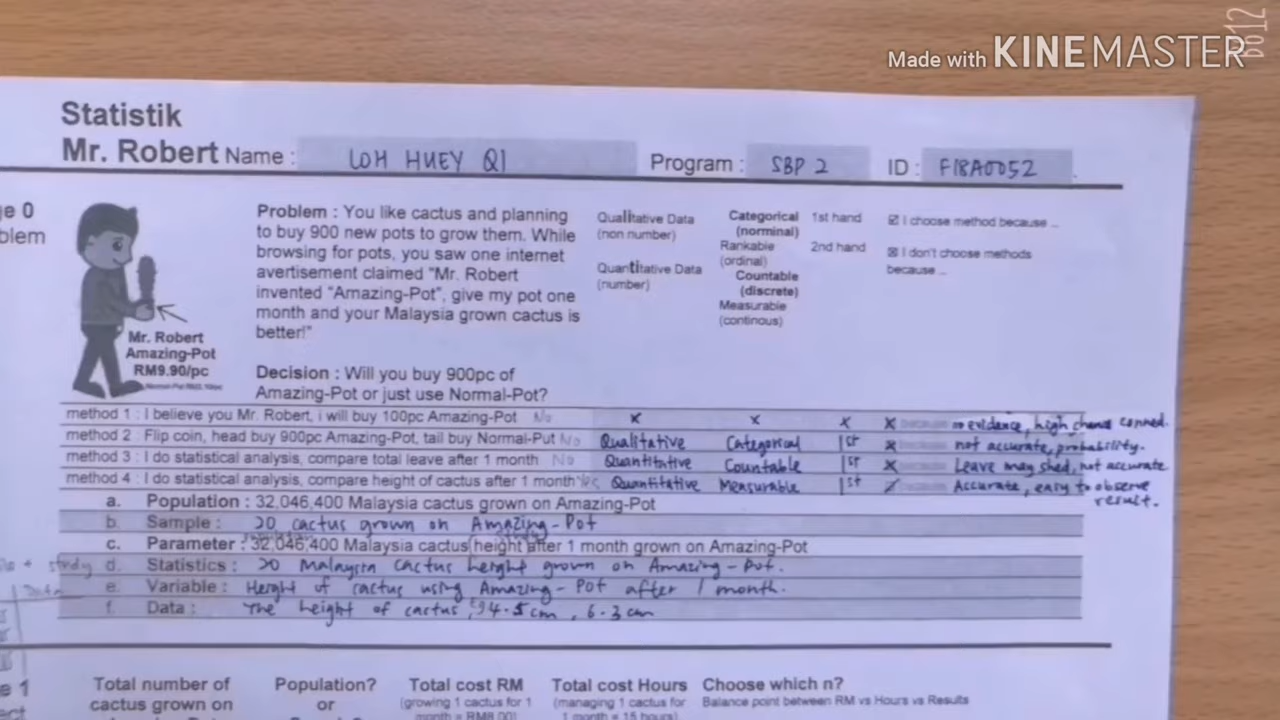 Made with KINEMASTER
Statistik
Mr. Robert Name : LOH HUEY QI Program : SBP 2 ID : F18A0052
Problem : You like cactus and planning
to buy 900 new pots to grow them. While
browsing for pots, you saw one internet
avertisement claimed "Mr. Robert
invented "Amazing-Pot", give my pot one
month and your Malaysia grown cactus is
better!"
Qualitative Data
(non number)
Quantitative Data
(number)
Categorical
(norminal)
Rankable
(ordinal)
Countable
(discrete)
Measurable
(continous)
1st hand
2nd hand
☑ I choose method because ...
☒ I don't choose methods
because ...
Mr. Robert
Amazing-Pot
RM9.90/pc
Decision : Will you buy 900pc of
Amazing-Pot or just use Normal-Pot?
method 1 : I believe you Mr. Robert, i will buy 100pc Amazing-Pot No x x x x evidence, high chance conned.
method 2 : Flip coin, head buy 900pc Amazing-Pot, tail buy Normal-Put No Qualitative Categorical 1st x not accurate, probability.
method 3 : I do statistical analysis, compare total leave after 1 month No Quantitative Countable 1st x Leave may shed, not accurate
method 4 : I do statistical analysis, compare height of cactus after 1 month Yes Quantitative Measurable 1st / Accurate, easy to observe
result.
a. Population : 32,046,400 Malaysia cactus grown on Amazing-Pot
b. Sample : 20 cactus grown on Amazing-Pot
c. Parameter : 32,046,400 Malaysia cactus height after 1 month grown on Amazing-Pot
d. Statistics : 20 Malaysia cactus height grown on Amazing-Pot.
e. Variable : Height of cactus using Amazing-Pot after 1 month.
f. Data : The height of cactus, 4.5cm, 6.3cm
ge 0
blem
study
e 1
Total number of
cactus grown on
Population?
or
Total cost RM
(growing 1 cactus for 1
month = RM8.00)
Total cost Hours
(managing 1 cactus for
1 month = 15 hours)
Choose which n?
Balance point between RM vs Hours vs Results